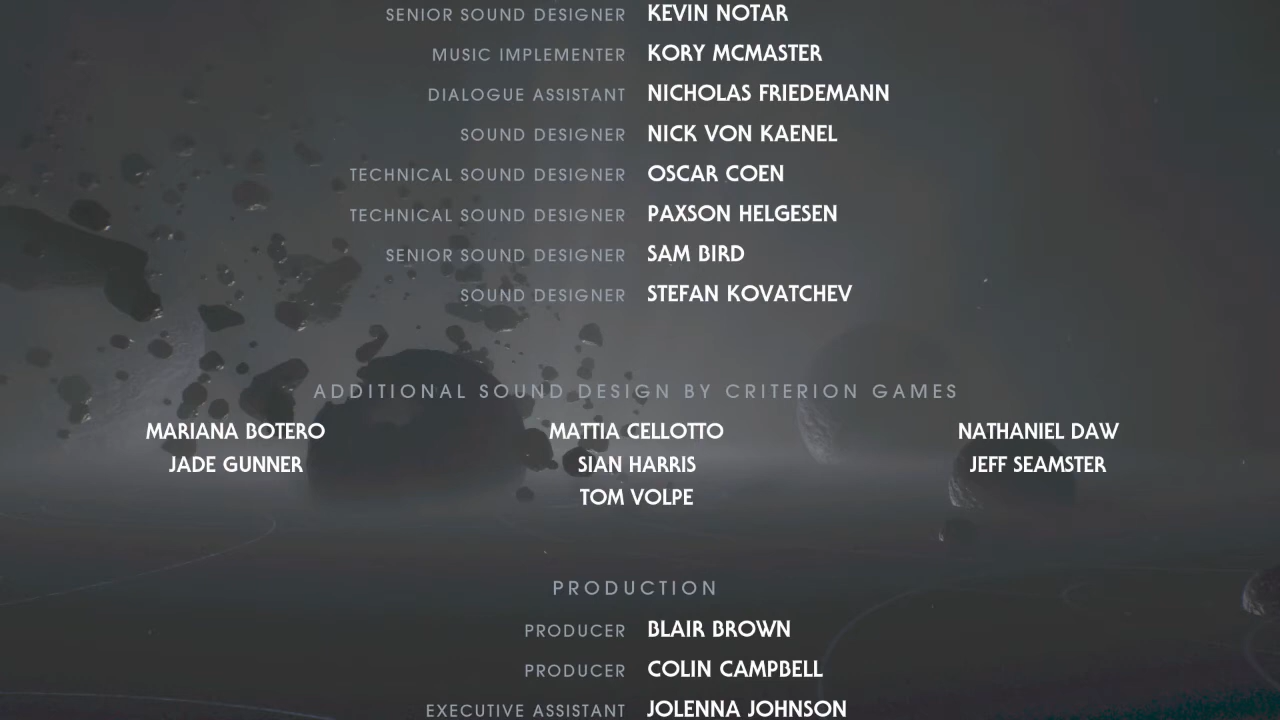 SENIOR SOUND DESIGNER KEVIN NOTAR
MUSIC IMPLEMENTER KORY MCMASTER
DIALOGUE ASSISTANT NICHOLAS FRIEDEMANN
SOUND DESIGNER NICK VON KAENEL
TECHNICAL SOUND DESIGNER OSCAR COEN
TECHNICAL SOUND DESIGNER PAXSON HELGESEN
SENIOR SOUND DESIGNER SAM BIRD
SOUND DESIGNER STEFAN KOVATCHEV
ADDITIONAL SOUND DESIGN BY CRITERION GAMES
MARIANA BOTERO MATTIA CELLOTTO NATHANIEL DAW
JADE GUNNER SIAN HARRIS JEFF SEAMSTER
TOM VOLPE
PRODUCTION
PRODUCER BLAIR BROWN
PRODUCER COLIN CAMPBELL
EXECUTIVE ASSISTANT JOLENNA JOHNSON